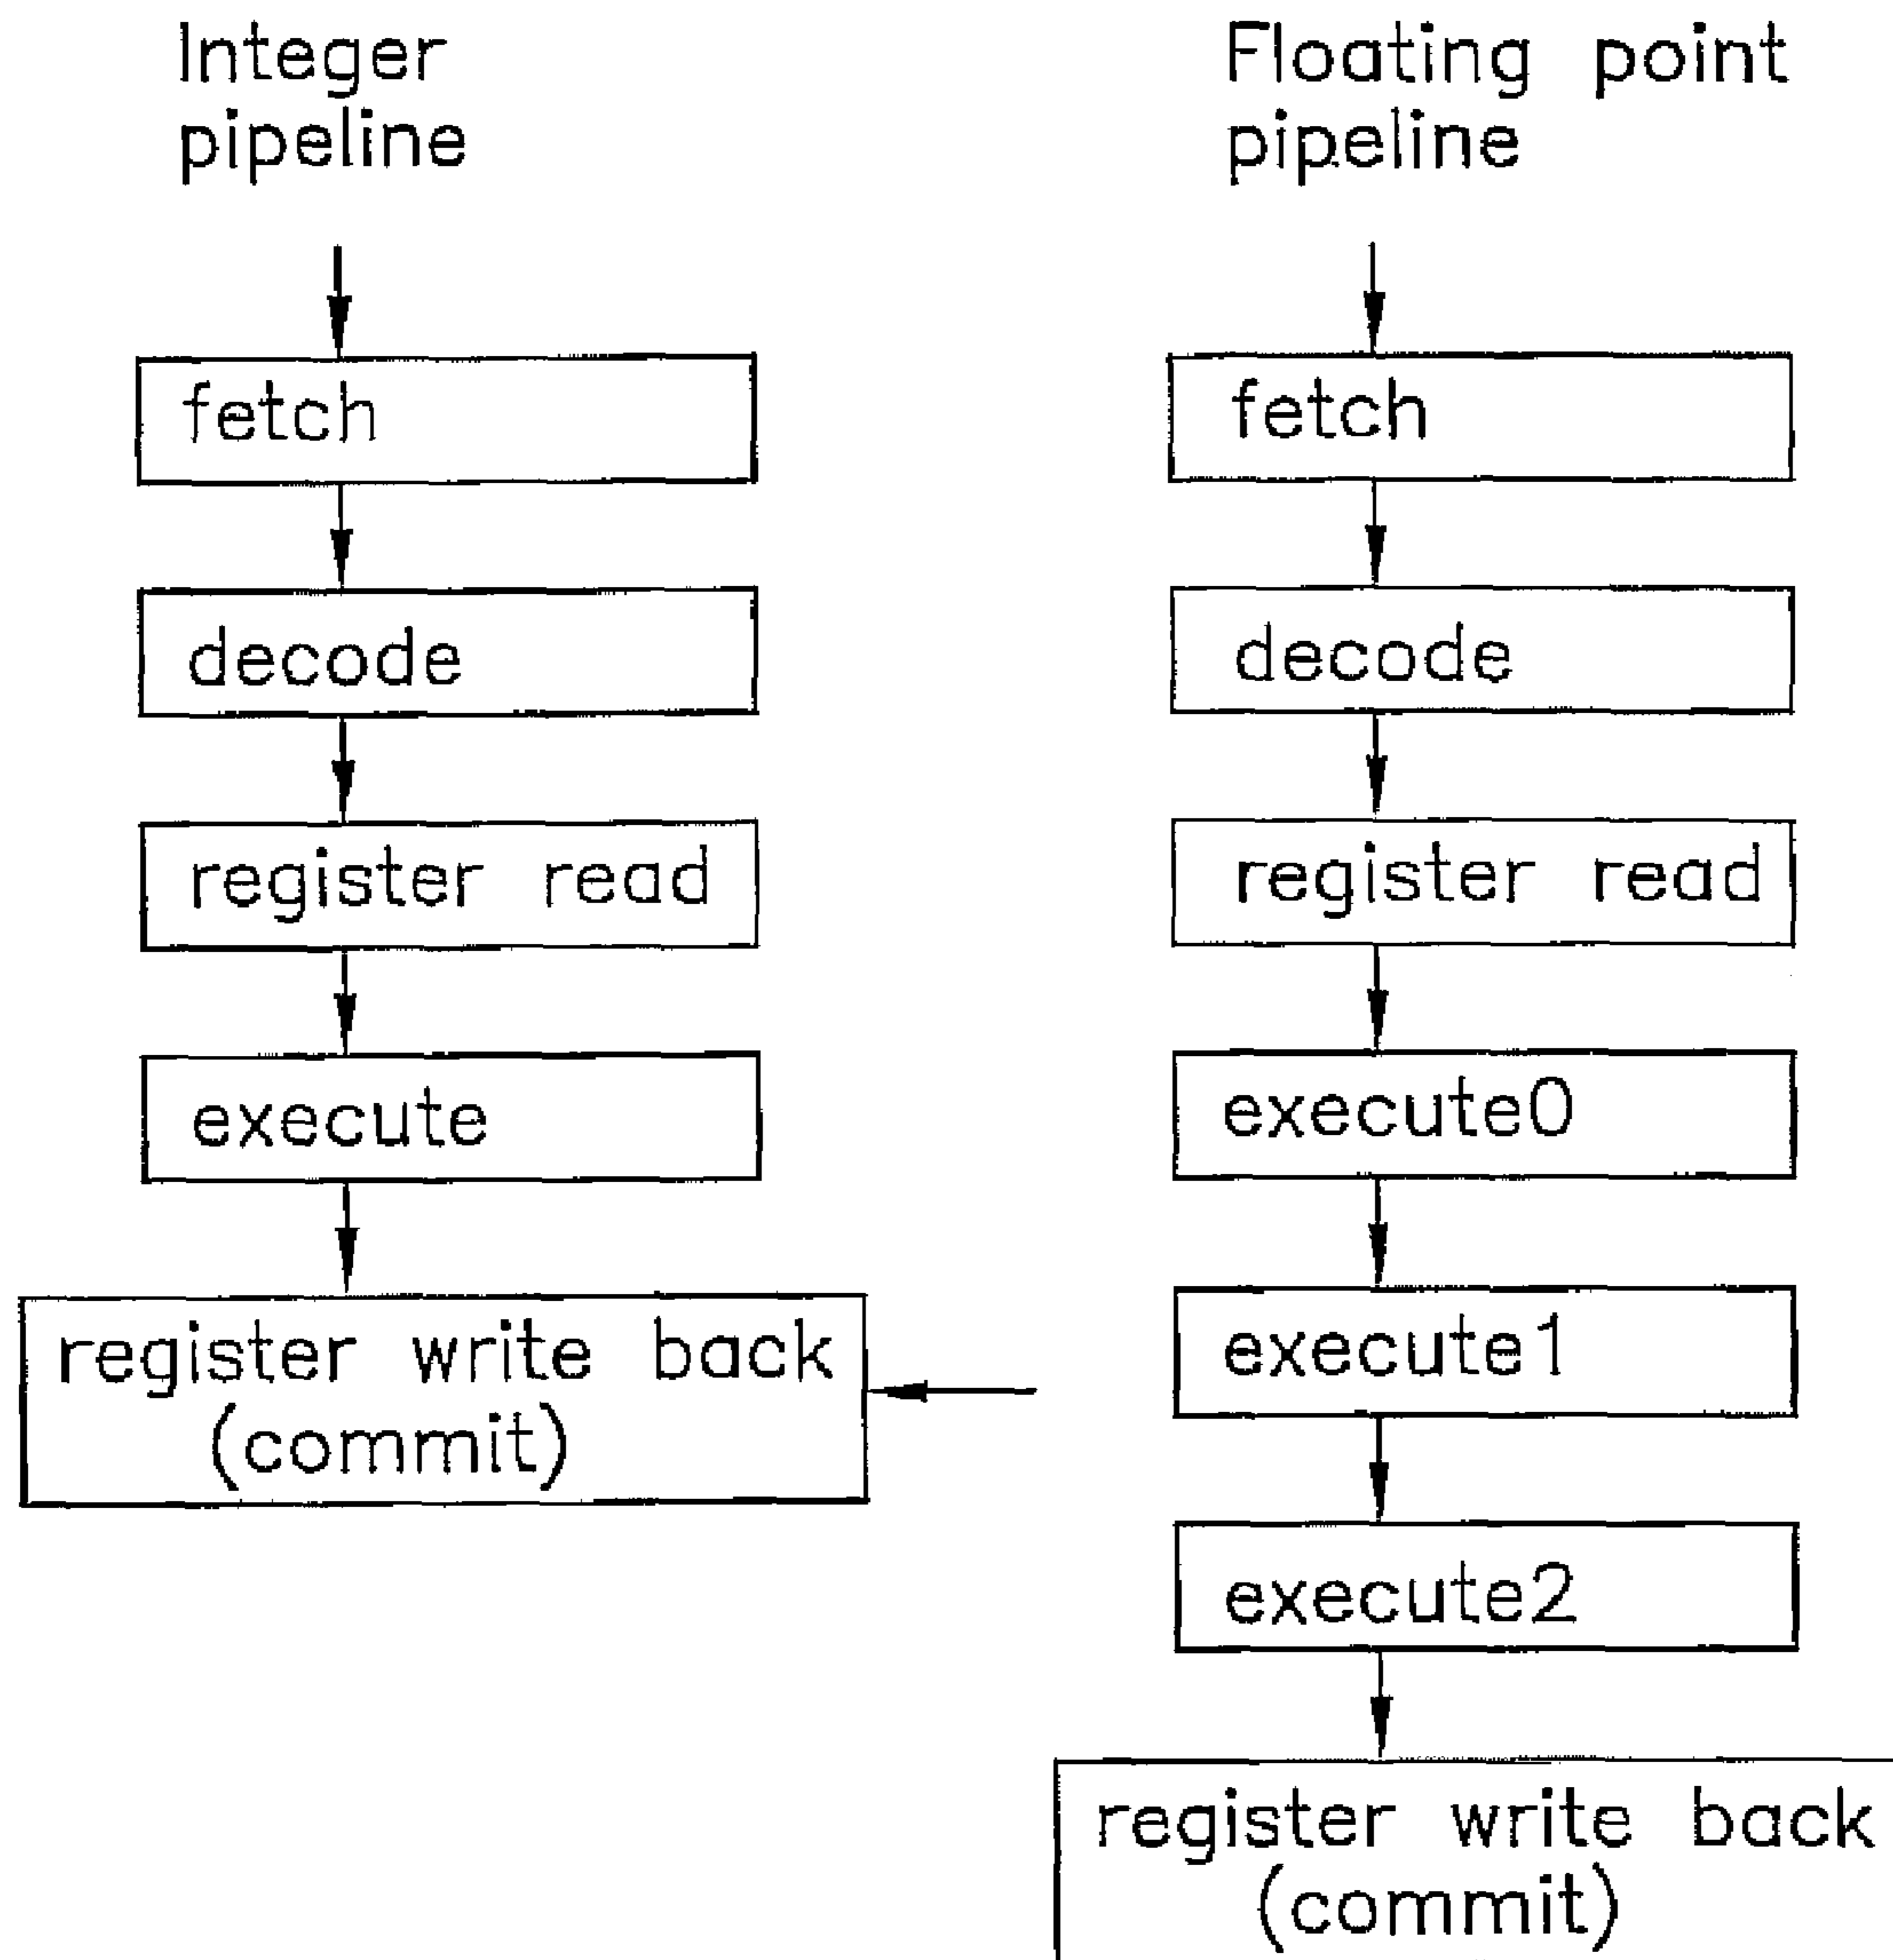 Integer
pipeline
fetch
decode
register read
execute
register write back
(commit)
Floating point
pipeline
fetch
decode
register read
execute0
execute1
execute2
register write back
(commit)